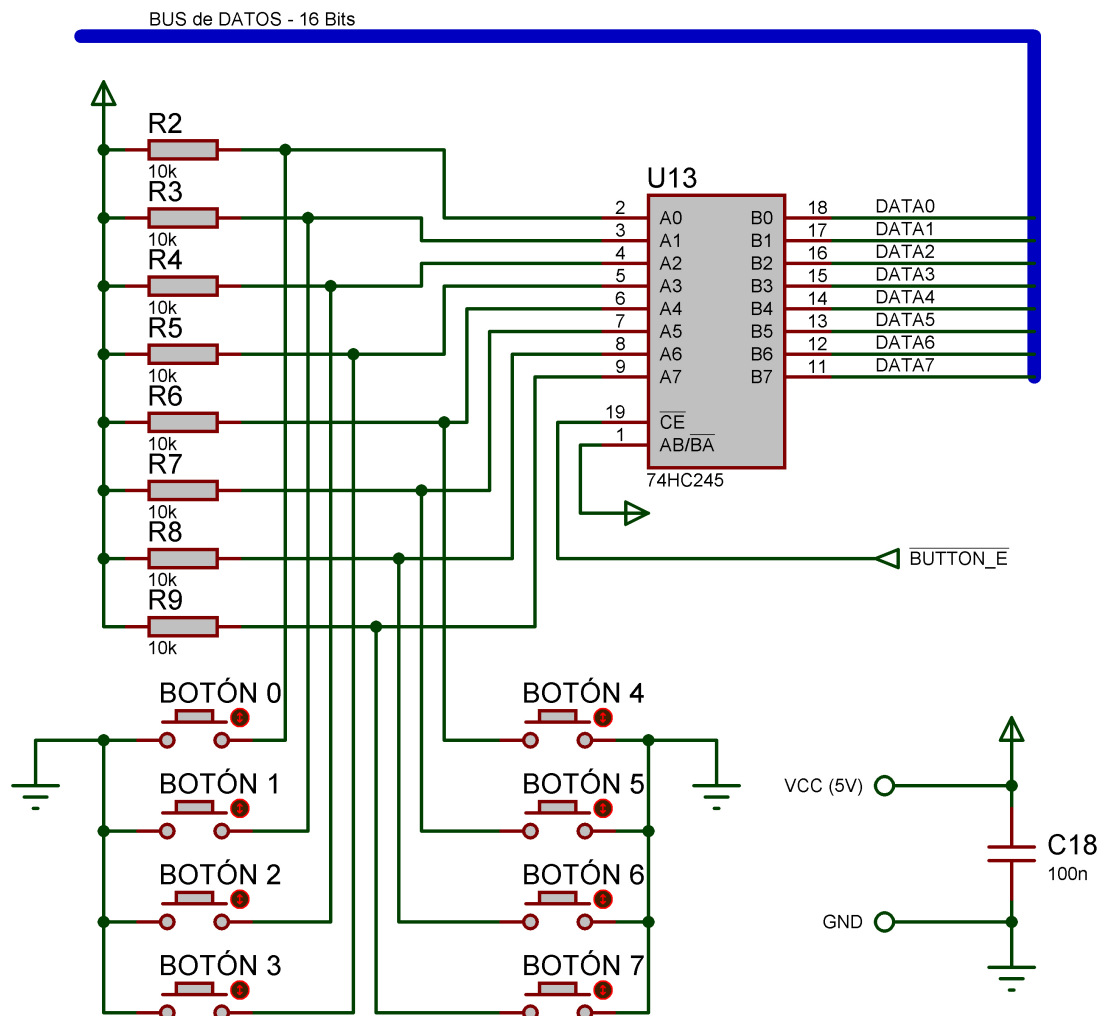 BUS de DATOS - 16 Bits
R2
10k
R3
10k
R4
10k
R5
10k
R6
10k
R7
10k
R8
10k
R9
10k
U13
2 A0 B0 18 DATA0
3 A1 B1 17 DATA1
4 A2 B2 16 DATA2
5 A3 B3 15 DATA3
6 A4 B4 14 DATA4
7 A5 B5 13 DATA5
8 A6 B6 12 DATA6
9 A7 B7 11 DATA7
19 CE
1 AB/BA
74HC245
BUTTON_E
BOTÓN 0
BOTÓN 1
BOTÓN 2
BOTÓN 3
BOTÓN 4
BOTÓN 5
BOTÓN 6
BOTÓN 7
VCC (5V)
C18
100n
GND